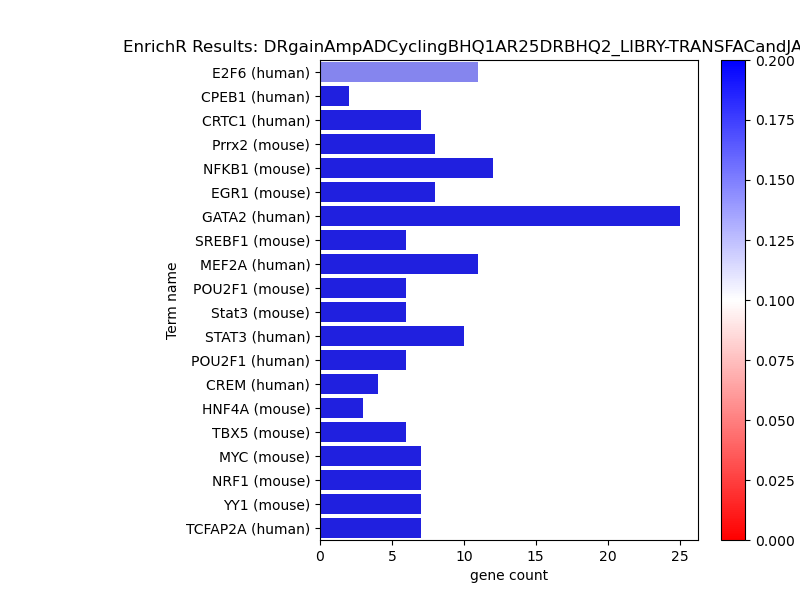 EnrichR Results: DRgainAmpADCyclingBHQ1AR25DRBHQ2_LIBRY-TRANSFACandJA
Term name
E2F6 (human)
CPEB1 (human)
CRTC1 (human)
Prrx2 (mouse)
NFKB1 (mouse)
EGR1 (mouse)
GATA2 (human)
SREBF1 (mouse)
MEF2A (human)
POU2F1 (mouse)
Stat3 (mouse)
STAT3 (human)
POU2F1 (human)
CREM (human)
HNF4A (mouse)
TBX5 (mouse)
MYC (mouse)
NRF1 (mouse)
YY1 (mouse)
TCFAP2A (human)
0 5 10 15 20 25
gene count
0.200
0.175
0.150
0.125
0.100
0.075
0.050
0.025
0.000